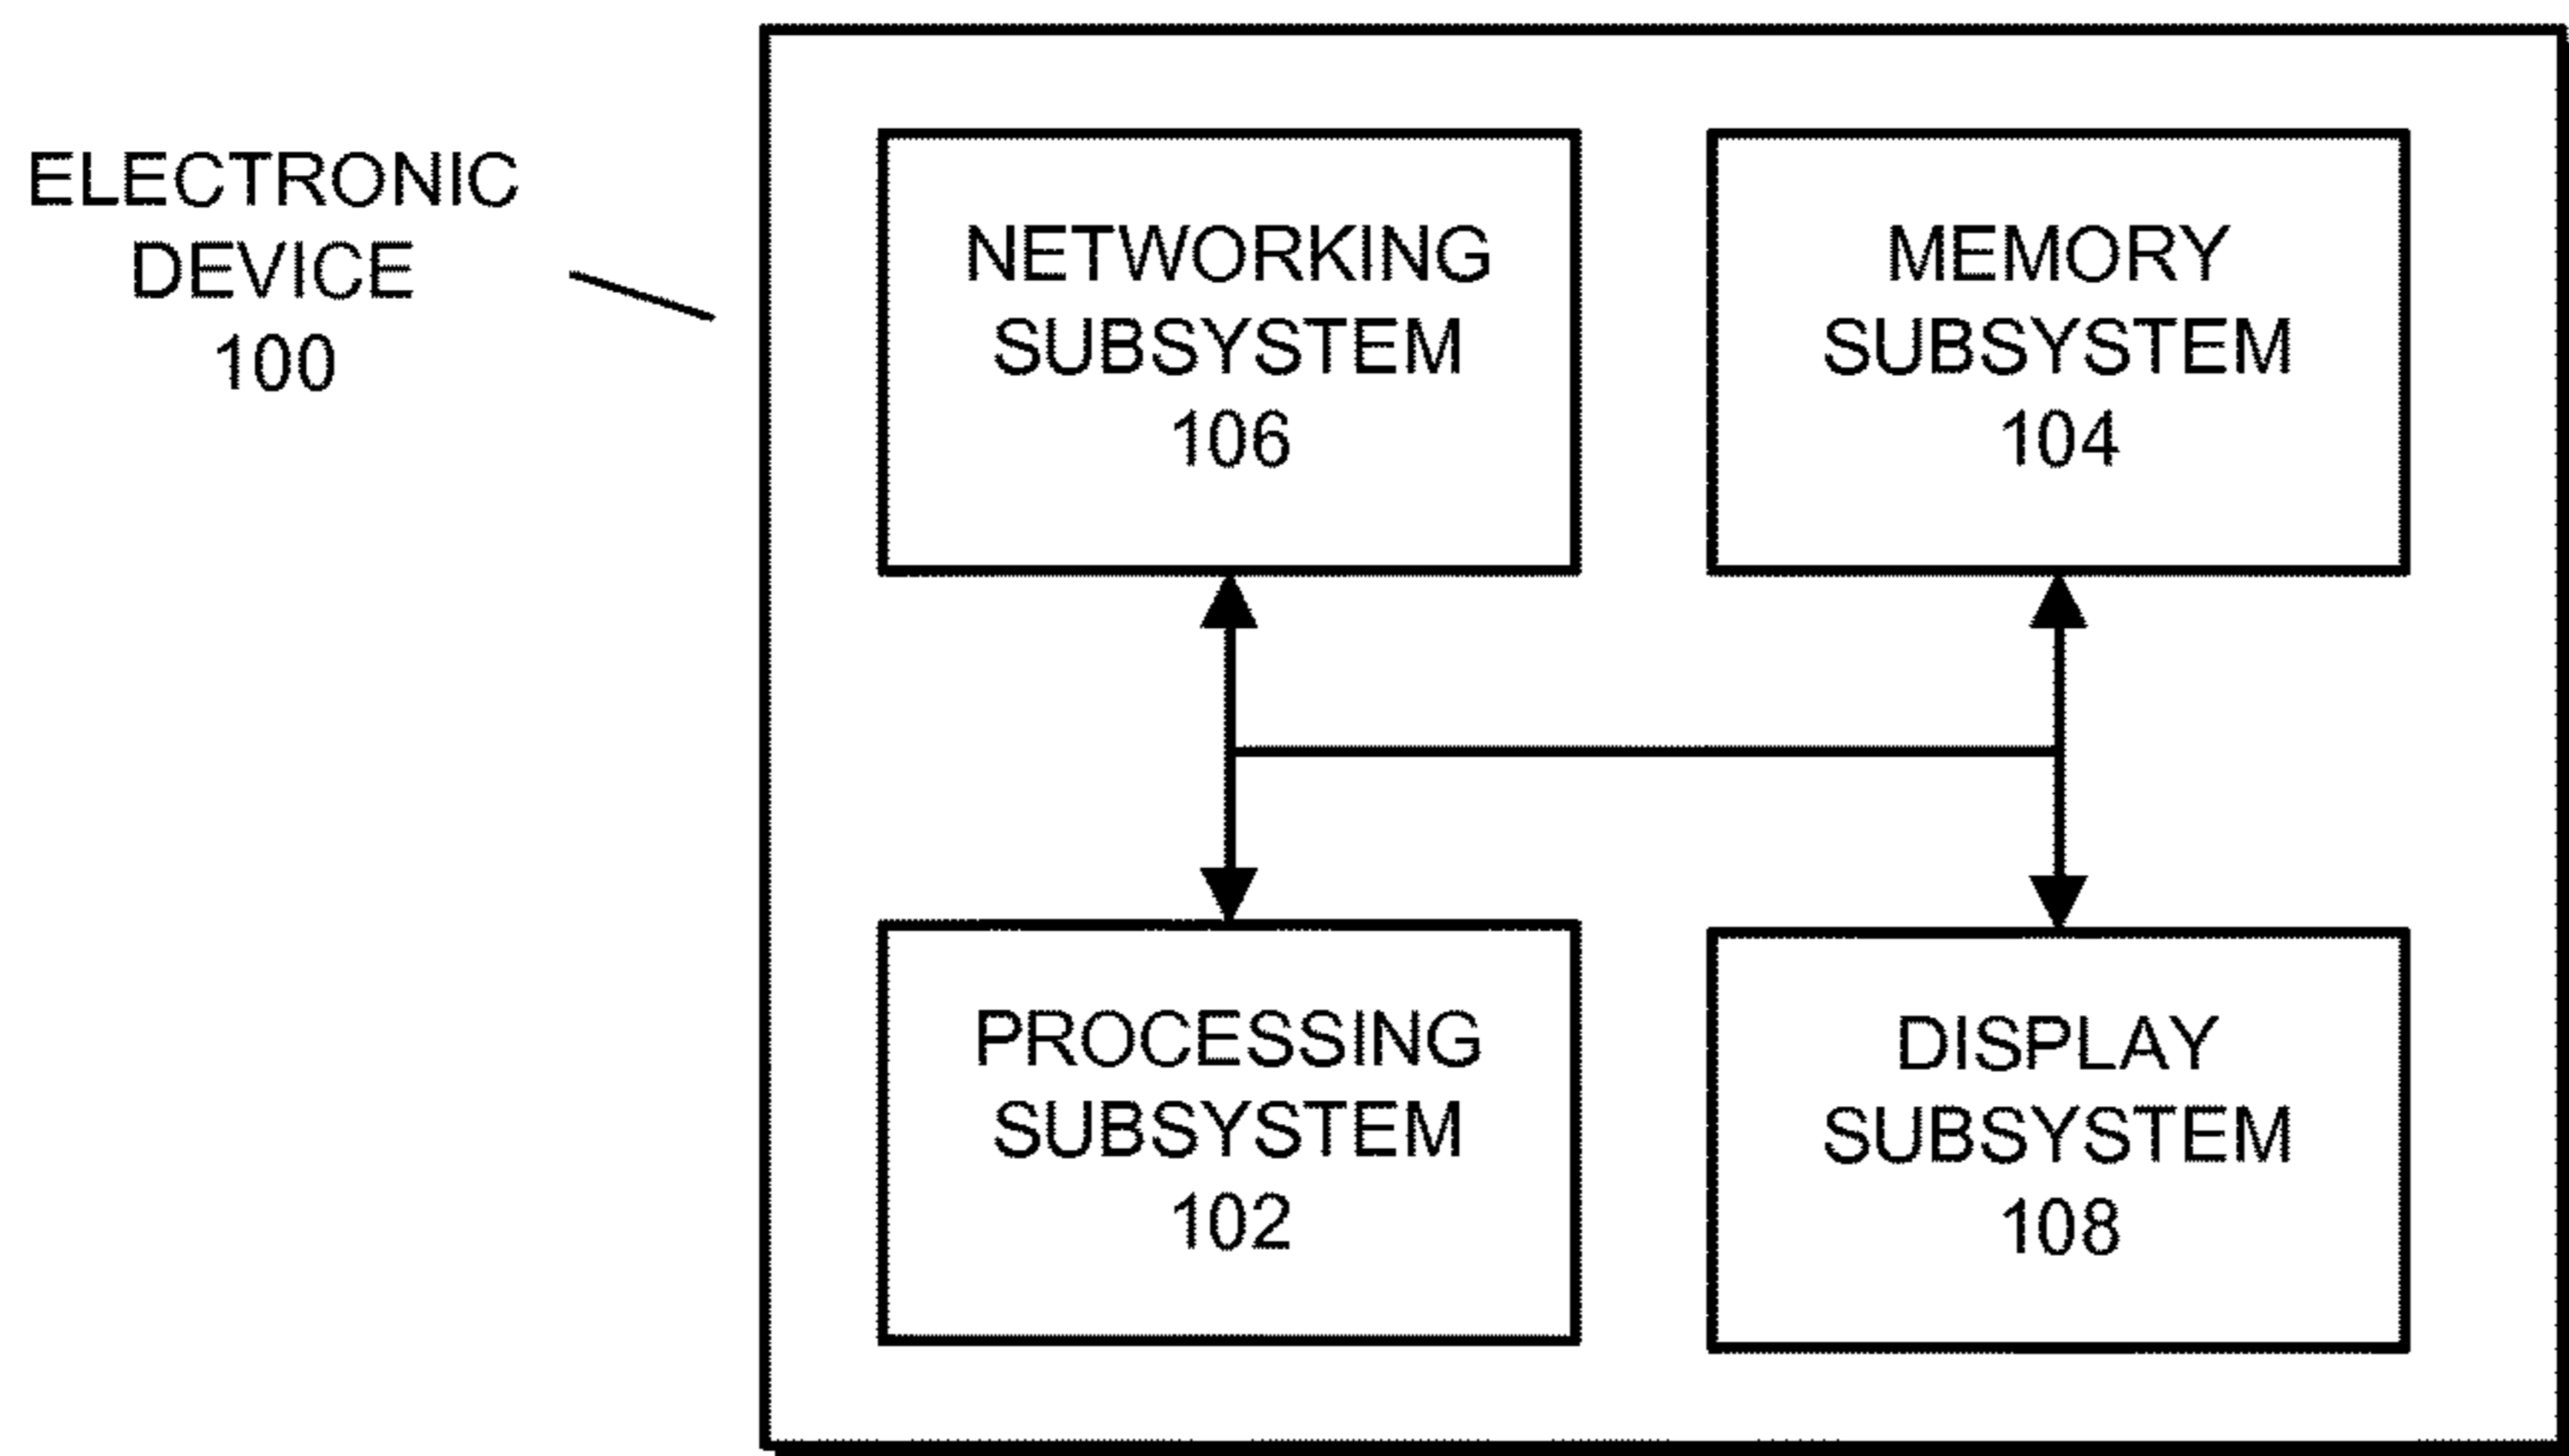 ELECTRONIC
DEVICE
100
NETWORKING
SUBSYSTEM
106
MEMORY
SUBSYSTEM
104
PROCESSING
SUBSYSTEM
102
DISPLAY
SUBSYSTEM
108